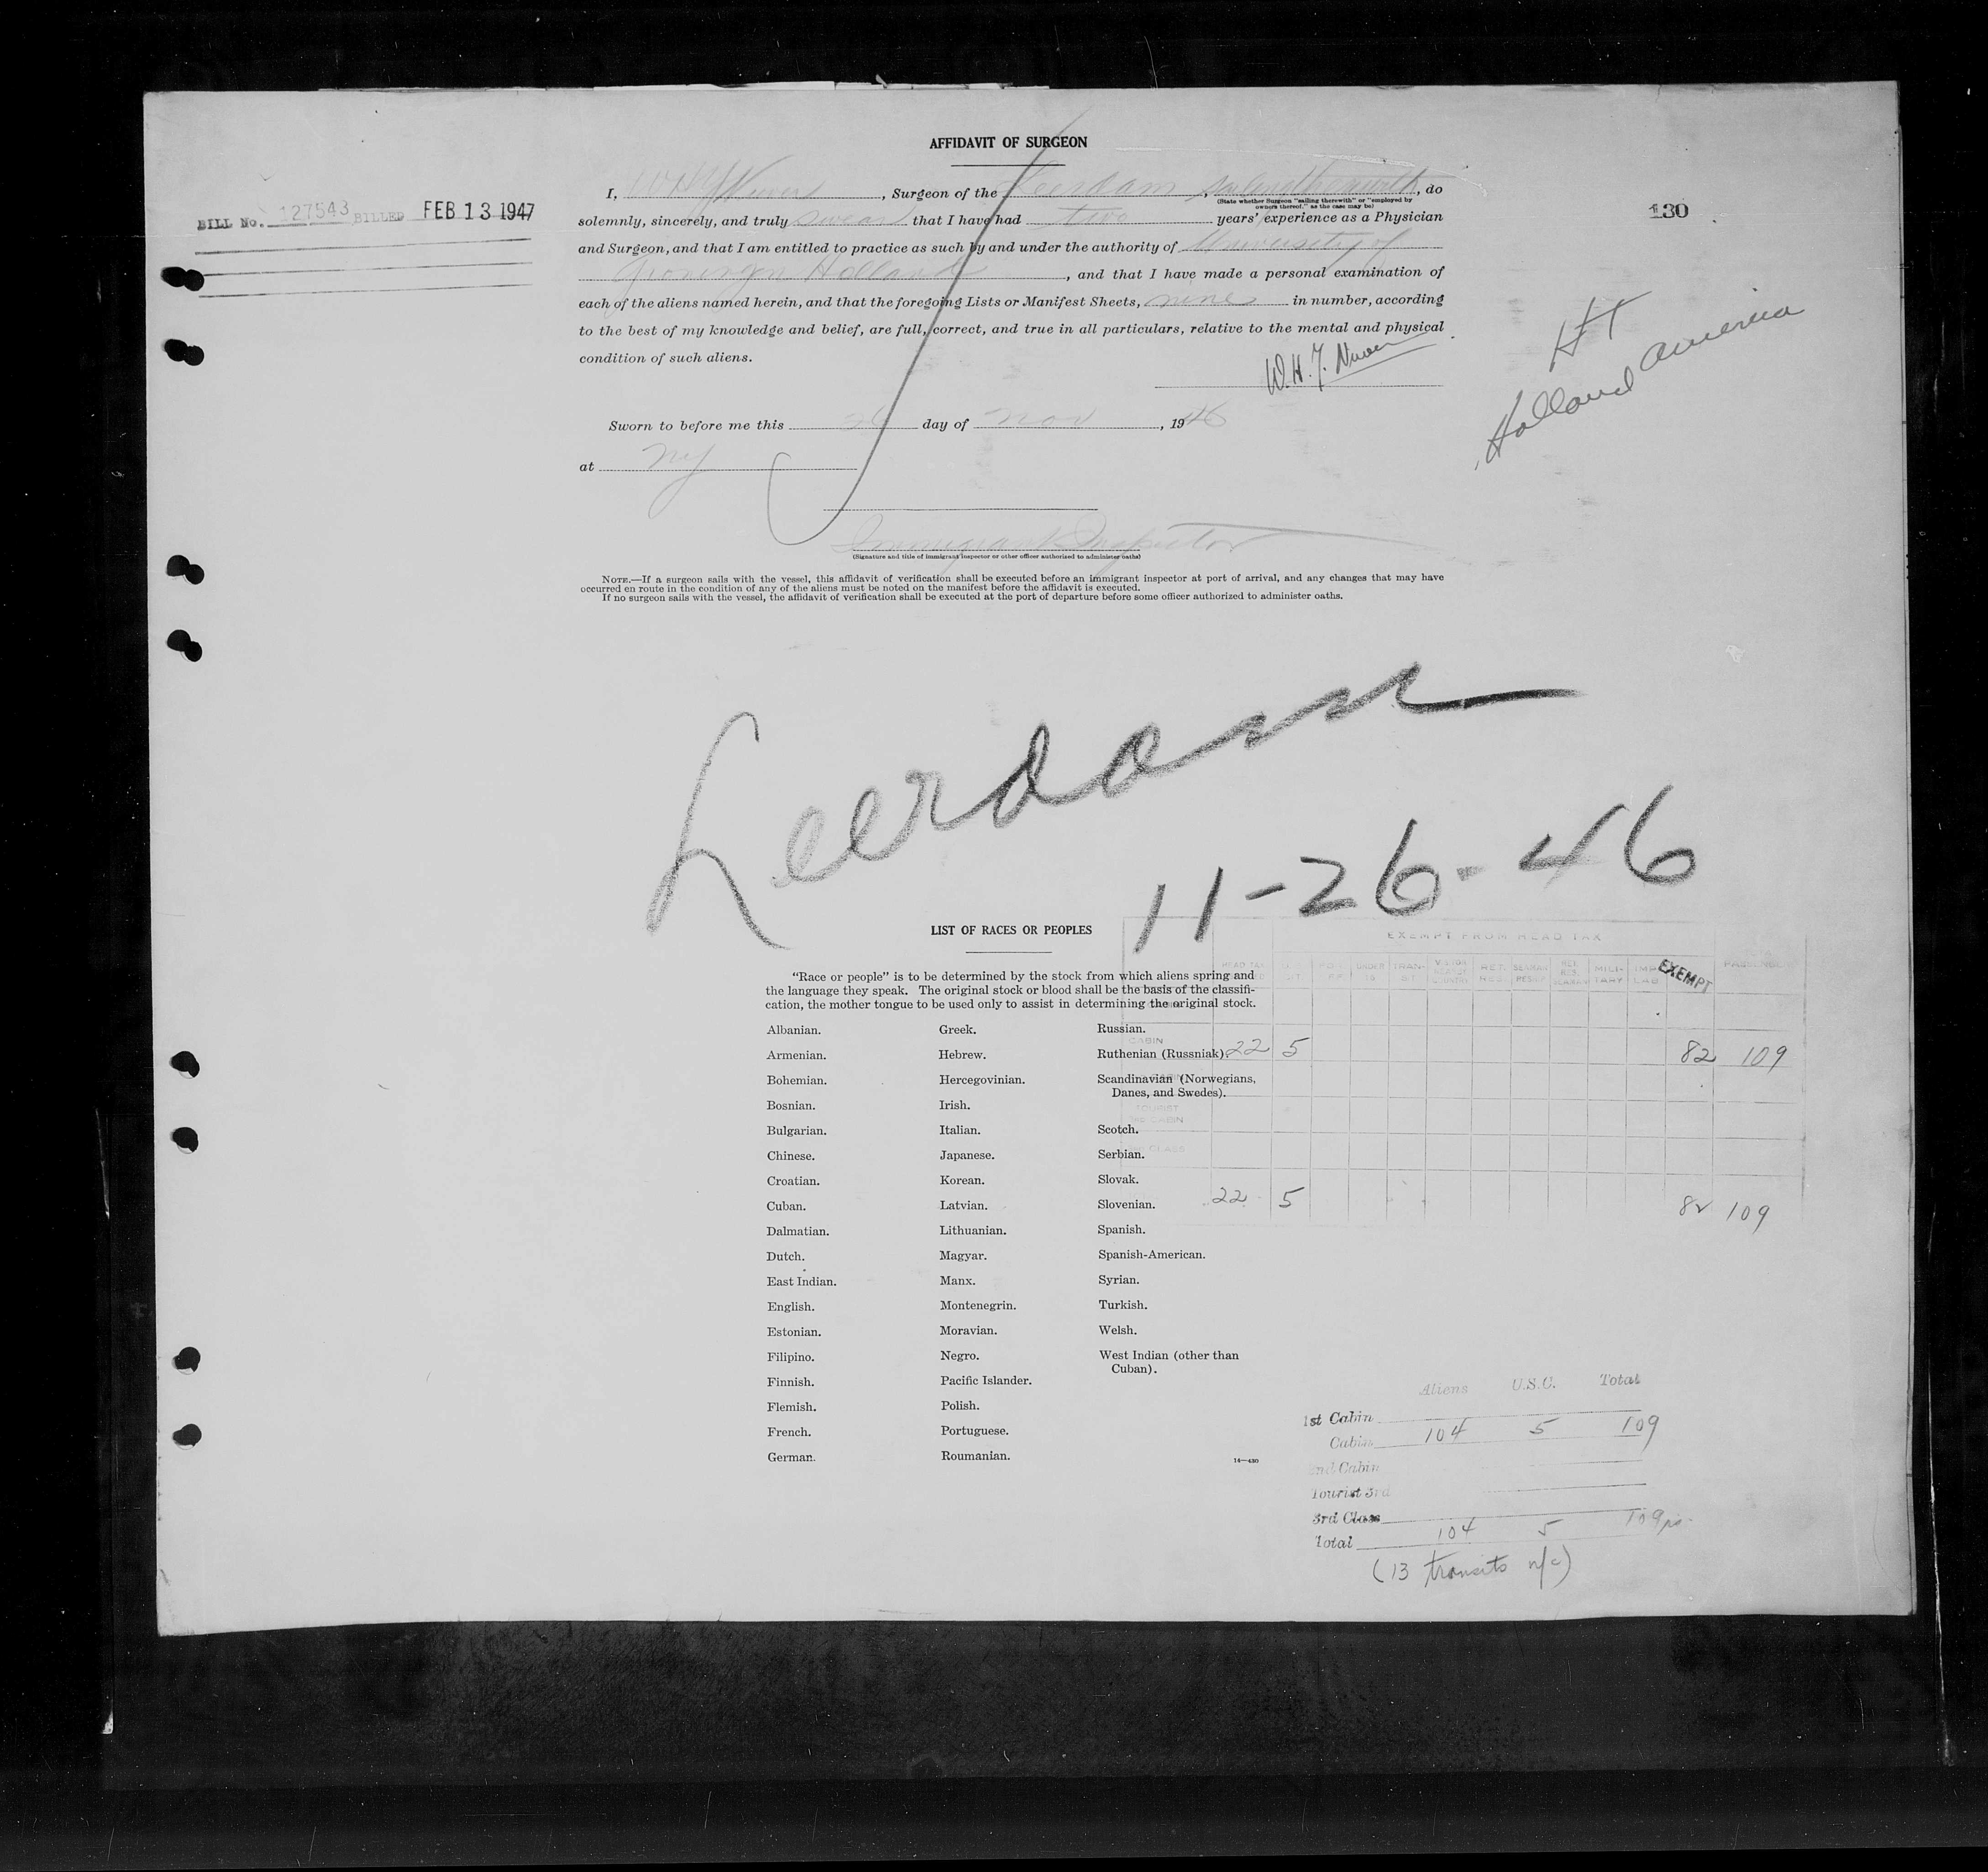 AFFIDAVIT OF SURGEON
I, W H J Nuver, Surgeon of the Leerdam, sailing therewith, do
(State whether Surgeon "sailing therewith" or "employed by
owners thereof," as the case may be)
solemnly, sincerely, and truly swear that I have had two years' experience as a Physician
and Surgeon, and that I am entitled to practice as such by and under the authority of University of
Groningen Holland, and that I have made a personal examination of
each of the aliens named herein, and that the foregoing Lists or Manifest Sheets, nine in number, according
to the best of my knowledge and belief, are full, correct, and true in all particulars, relative to the mental and physical
condition of such aliens.
W. H. J.
BILL No. 127543 BILLED FEB 13 1947
130
HT
Holland America
Sworn to before me this 26 day of Nov, 1946
at NY
Immigrant Inspector
(Signature and title of immigrant inspector or other officer authorized to administer oaths)
NOTE.—If a surgeon sails with the vessel, this affidavit of verification shall be executed before an immigrant inspector at port of arrival, and any changes that may have
occurred en route in the condition of any of the aliens must be noted on the manifest before the affidavit is executed.
If no surgeon sails with the vessel, the affidavit of verification shall be executed at the port of departure before some officer authorized to administer oaths.
Leerdam
11-26-46
LIST OF RACES OR PEOPLES
"Race or people" is to be determined by the stock from which aliens spring and
the language they speak. The original stock or blood shall be the basis of the classifi-
cation, the mother tongue to be used only to assist in determining the original stock.
Albanian.
Armenian.
Bohemian.
Bosnian.
Bulgarian.
Chinese.
Croatian.
Cuban.
Dalmatian.
Dutch.
East Indian.
English.
Estonian.
Filipino.
Finnish.
Flemish.
French.
German.
Greek.
Hebrew.
Hercegovinian.
Irish.
Italian.
Japanese.
Korean.
Latvian.
Lithuanian.
Magyar.
Manx.
Montenegrin.
Moravian.
Negro.
Pacific Islander.
Polish.
Portuguese.
Roumanian.
Russian.
Ruthenian (Russniak).
Scandinavian (Norwegians,
Danes, and Swedes).
Scotch.
Serbian.
Slovak.
Slovenian.
Spanish.
Spanish-American.
Syrian.
Turkish.
Welsh.
West Indian (other than
Cuban).
14—430
EXEMPT FROM HEAD TAX
HEAD TAX UNDER 16 TRANSIT RET. RES. SEAMAN MILITARY EXEMPT PASSENGERS
CABIN 22 5 82 109
TOURIST
CABIN
CLASS
22 5 82 109
Aliens U.S.C. Total
1st Cabin
Cabin 104 5 109
2nd Cabin
Tourist 3rd
3rd Class
Total 104 5 109
(13 transits n/c)